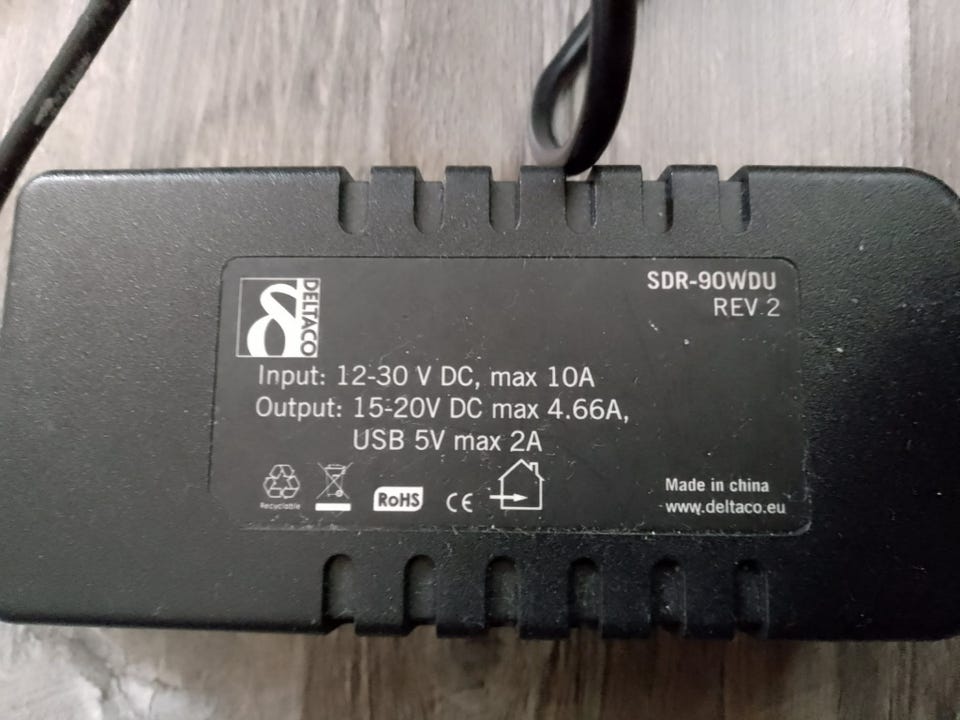 DELTACO
SDR-90WDU
REV 2
Input: 12-30 V DC, max 10A
Output: 15-20V DC max 4.66A,
USB 5V max 2A
Recyclable
RoHS
CE
Made in china
www.deltaco.eu